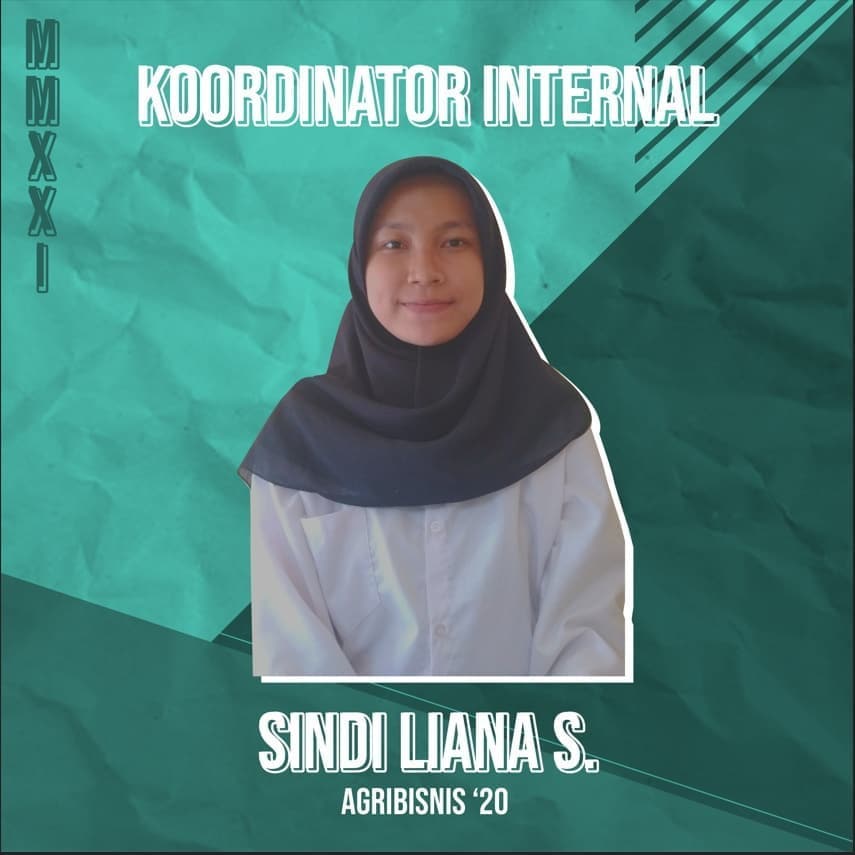 MMXXI
KOORDINATOR INTERNAL
SINDI LIANA S.
AGRIBISNIS ‘20